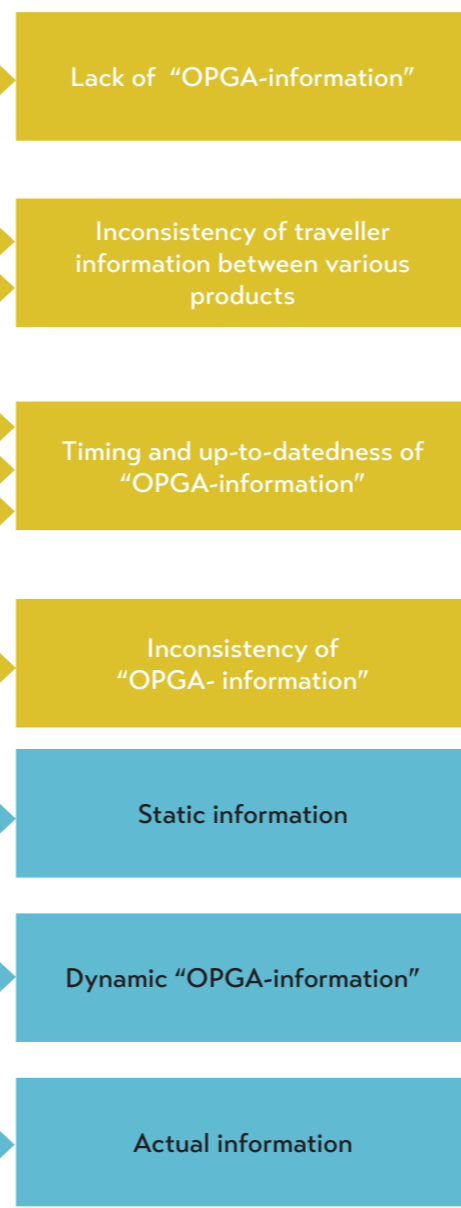 Lack of  “OPGA-information”
Inconsistency of traveller
information between various
products
Timing and up-to-datedness of
“OPGA-information”
Inconsistency of
“OPGA- information”
Static information
Dynamic “OPGA-information”
Actual information